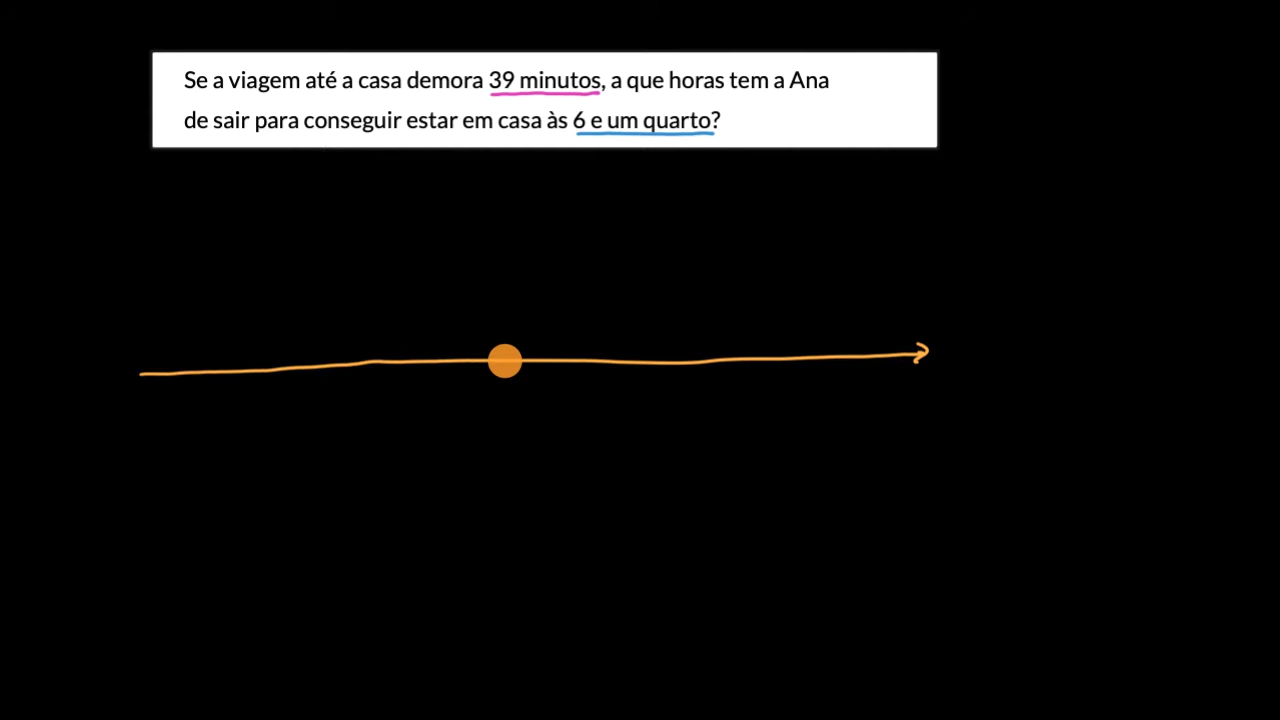 Se a viagem até a casa demora 39 minutos, a que horas tem a Ana
de sair para conseguir estar em casa às 6 e um quarto?